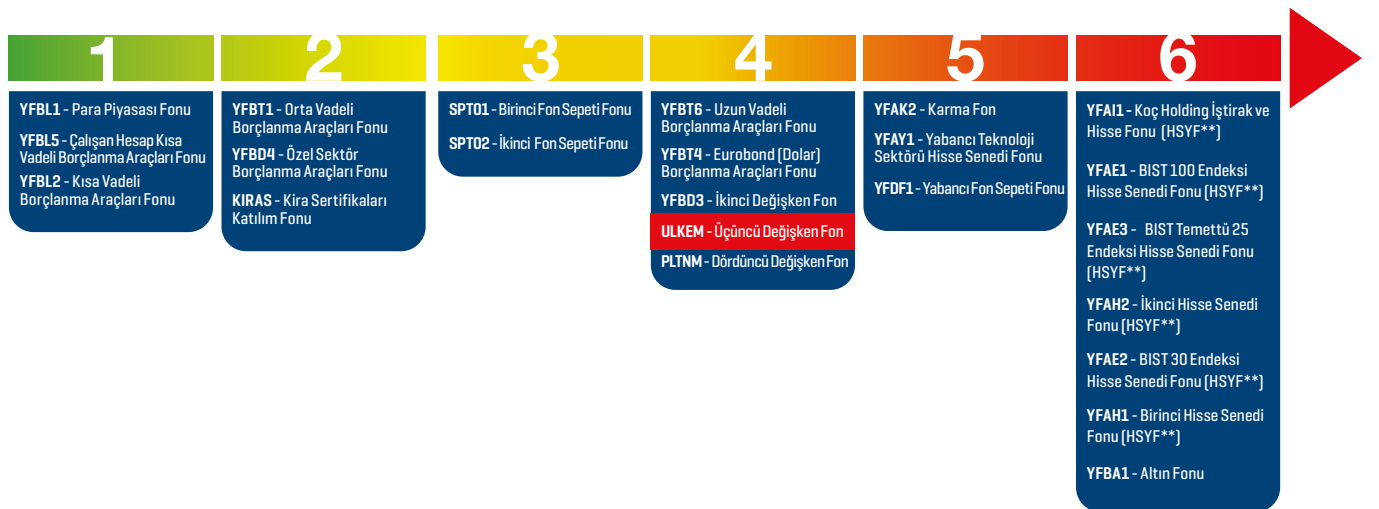 1
YFBL1 - Para Piyasası Fonu
YFBL5 - Çalışan Hesap Kısa
Vadeli Borçlanma Araçları Fonu
YFBL2 - Kısa Vadeli
Borçlanma Araçları Fonu
2
YFBT1 - Orta Vadeli
Borçlanma Araçları Fonu
YFBD4 - Özel Sektör
Borçlanma Araçları Fonu
KIRAS - Kira Sertifikaları
Katılım Fonu
3
SPT01 - Birinci Fon Sepeti Fonu
SPT02 - İkinci Fon Sepeti Fonu
4
YFBT6 - Uzun Vadeli
Borçlanma Araçları Fonu
YFBT4 - Eurobond (Dolar)
Borçlanma Araçları Fonu
YFBD3 - İkinci Değişken Fon
ULKEM - Üçüncü Değişken Fon
PLTNM - Dördüncü Değişken Fon
5
YFAK2 - Karma Fon
YFAY1 - Yabancı Teknoloji
Sektörü Hisse Senedi Fonu
YFDF1 - Yabancı Fon Sepeti Fonu
6
YFAI1 - Koç Holding İştirak ve
Hisse Fonu (HSYF**)
YFAE1 - BIST 100 Endeksi
Hisse Senedi Fonu (HSYF**)
YFAE3 - BIST Temettü 25
Endeksi Hisse Senedi Fonu
(HSYF**)
YFAH2 - İkinci Hisse Senedi
Fonu (HSYF**)
YFAE2 - BIST 30 Endeksi
Hisse Senedi Fonu (HSYF**)
YFAH1 - Birinci Hisse Senedi
Fonu (HSYF**)
YFBA1 - Altın Fonu